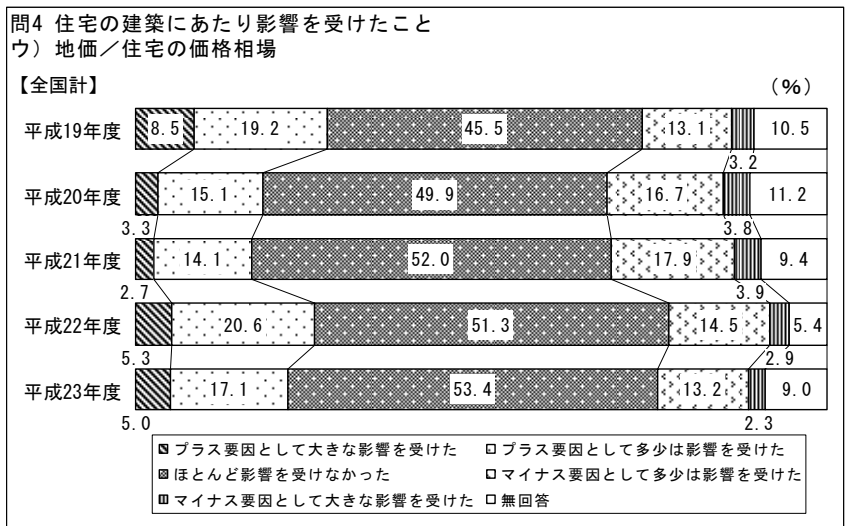 問4 住宅の建築にあたり影響を受けたこと
ウ）地価／住宅の価格相場
【全国計】
（％）
平成19年度 8.5 19.2 45.5 13.1 3.2 10.5
平成20年度 3.3 15.1 49.9 16.7 3.8 11.2
平成21年度 2.7 14.1 52.0 17.9 3.9 9.4
平成22年度 5.3 20.6 51.3 14.5 2.9 5.4
平成23年度 5.0 17.1 53.4 13.2 2.3 9.0
プラス要因として大きな影響を受けた プラス要因として多少は影響を受けた
ほとんど影響を受けなかった マイナス要因として多少は影響を受けた
マイナス要因として大きな影響を受けた 無回答